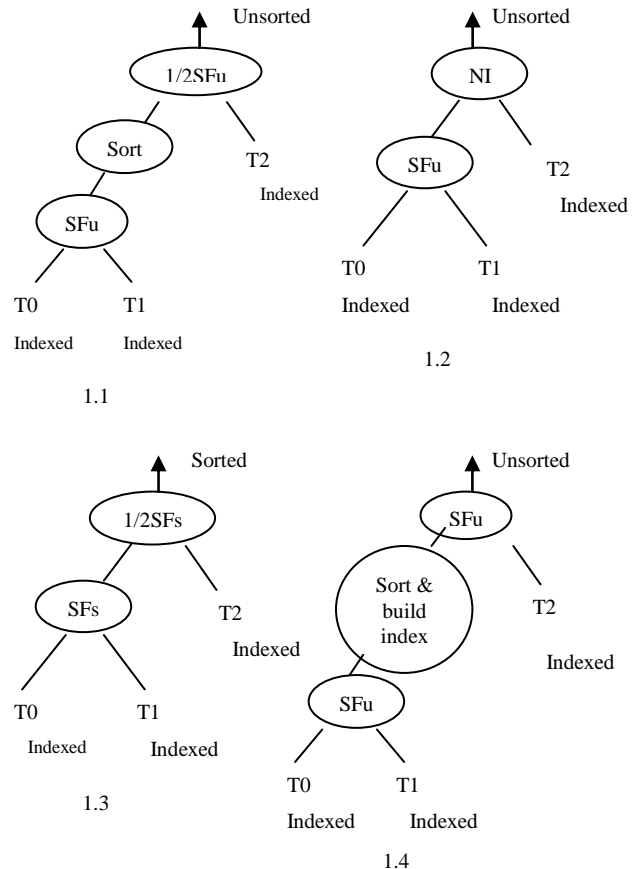 Unsorted
1/2SFu
Sort
T2
Indexed
SFu
T0
T1
Indexed
Indexed
1.1
Unsorted
NI
SFu
T2
Indexed
T0
T1
Indexed
Indexed
1.2
Sorted
1/2SFs
SFs
T2
Indexed
T0
T1
Indexed
Indexed
1.3
Unsorted
SFu
Sort &
build
index
T2
Indexed
SFu
T0
T1
Indexed
Indexed
1.4